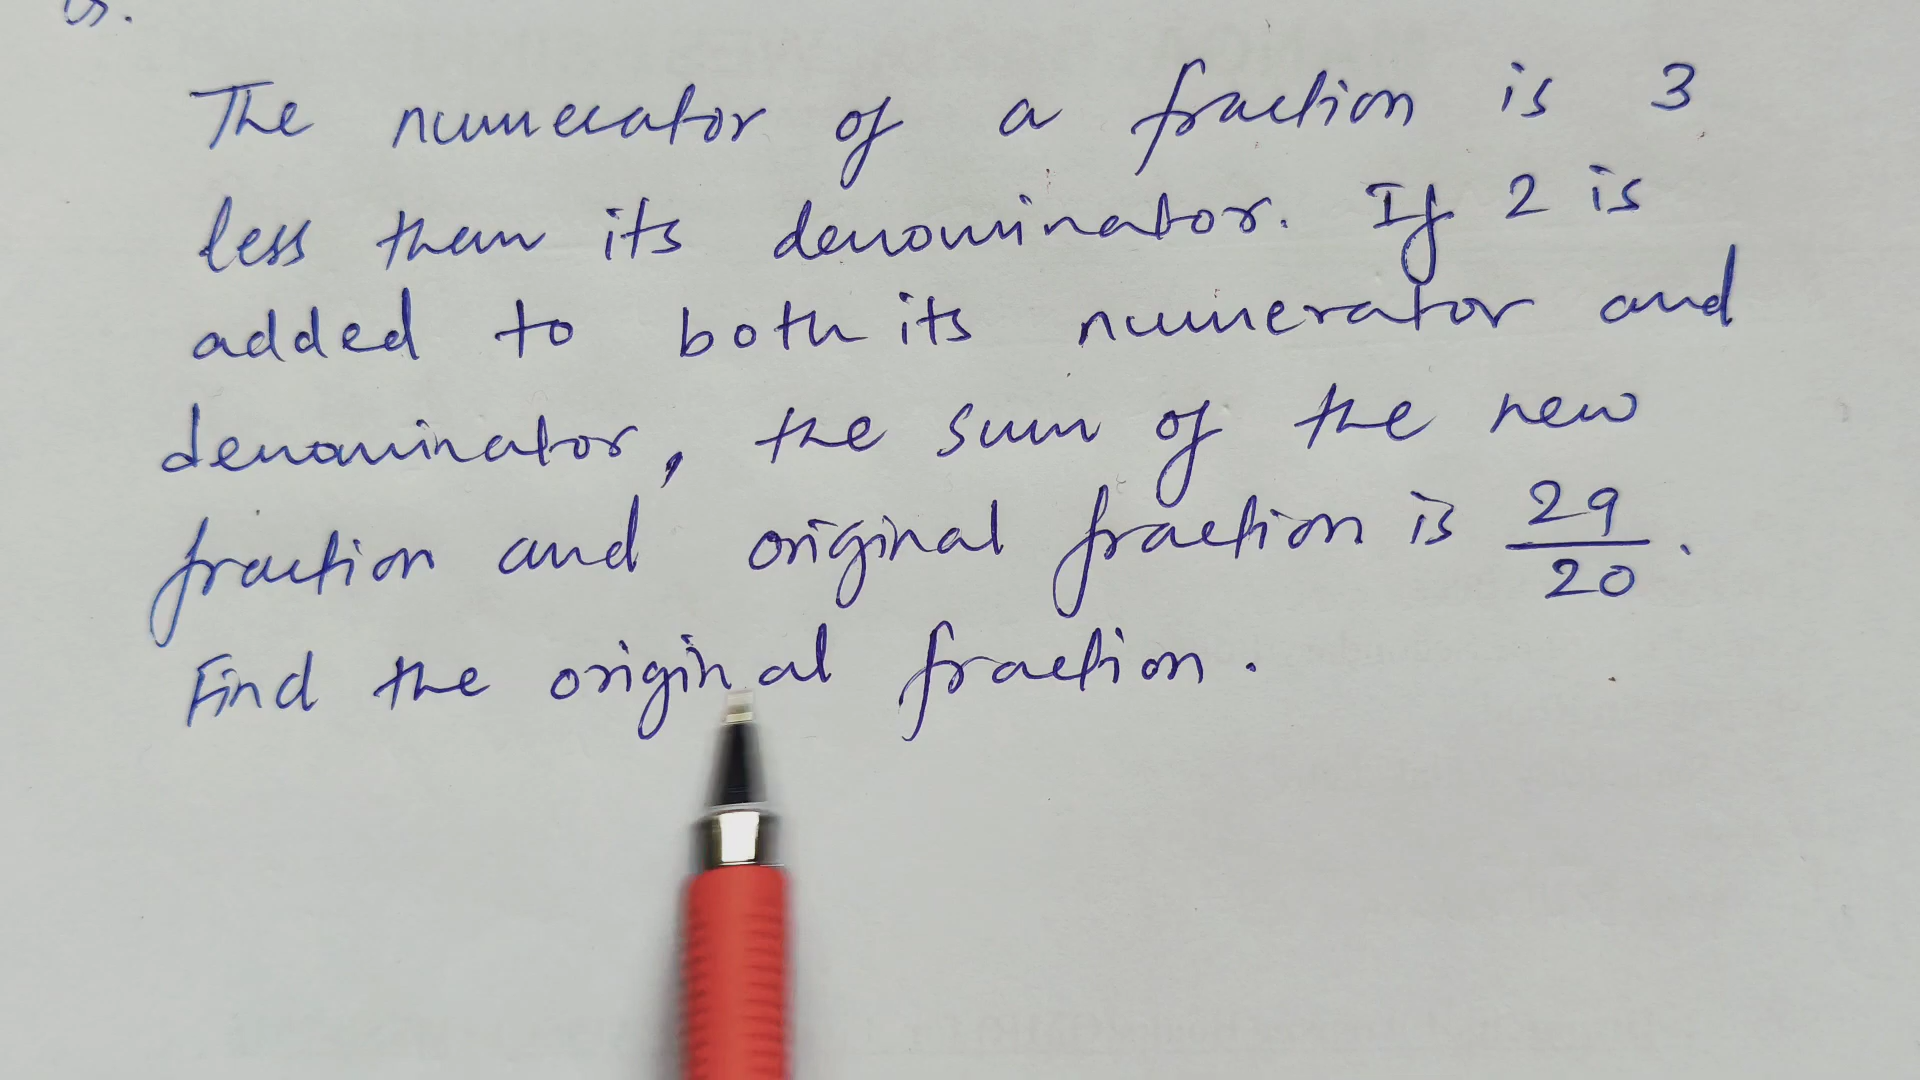 The numerator of a fraction is 3
less than its denominator. If 2 is
added to both its numerator and
denominator, the sum of the new
fraction and original fraction is 29/20.
Find the original fraction.